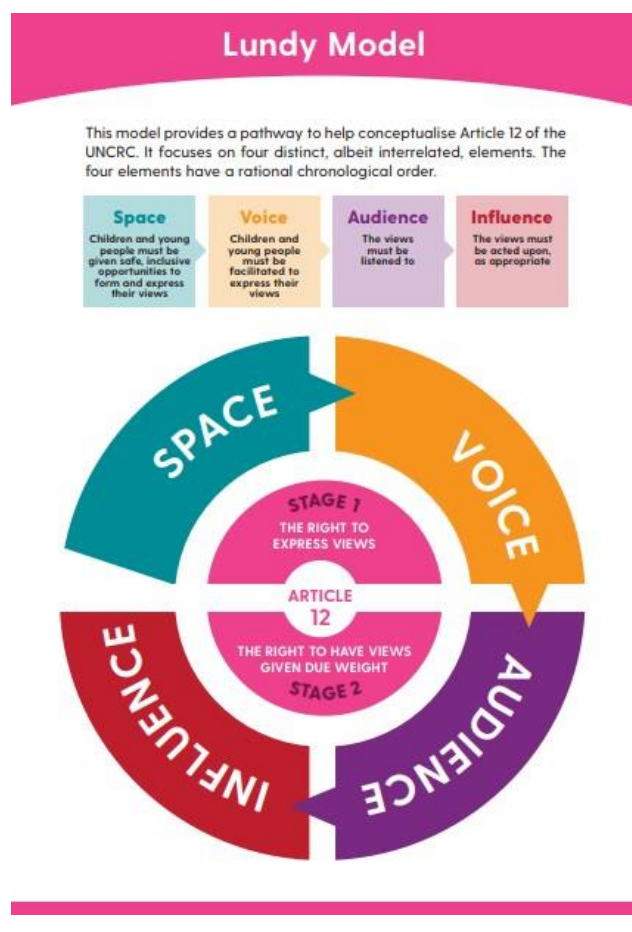 Lundy Model
This model provides a pathway to help conceptualise Article 12 of the
UNCRC. It focuses on four distinct, albeit interrelated, elements. The
four elements have a rational chronological order.
Space
Children and young
people must be
given safe, inclusive
opportunities to
form and express
their views
Voice
Children and
young people
must be
facilitated to
express their
views
Audience
The views
must be
listened to
Influence
The views must
be acted upon,
as appropriate
SPACE
VOICE
STAGE 1
THE RIGHT TO
EXPRESS VIEWS
ARTICLE
12
THE RIGHT TO HAVE VIEWS
GIVEN DUE WEIGHT
STAGE 2
INFLUENCE
AUDIENCE